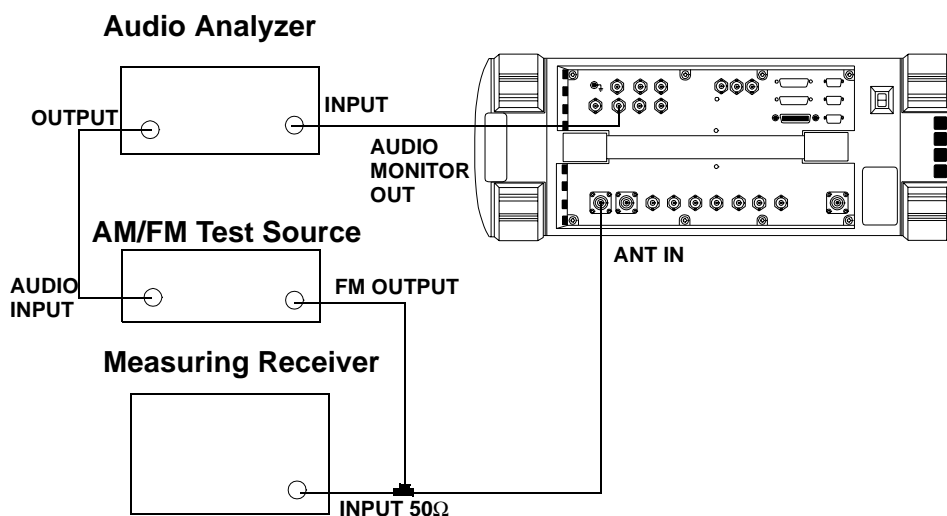 Audio Analyzer
OUTPUT
INPUT
AUDIO
MONITOR
OUT
AM/FM Test Source
ANT IN
AUDIO
INPUT
FM OUTPUT
Measuring Receiver
INPUT 50Ω